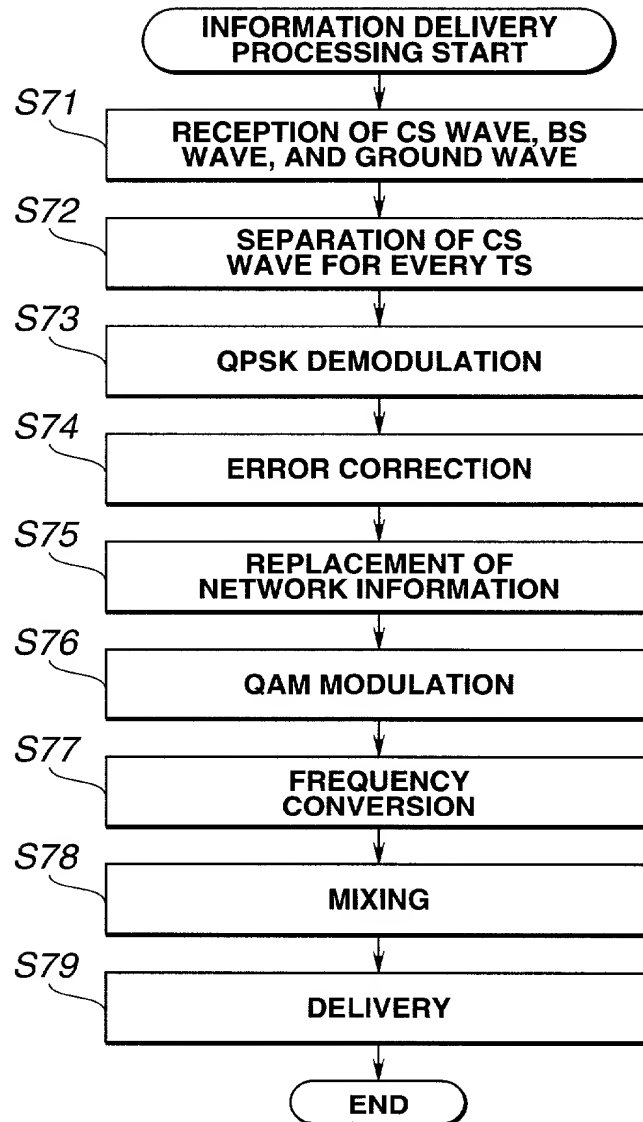 INFORMATION DELIVERY
PROCESSING START
S71
RECEPTION OF CS WAVE, BS
WAVE, AND GROUND WAVE
S72
SEPARATION OF CS
WAVE FOR EVERY TS
S73
QPSK DEMODULATION
S74
ERROR CORRECTION
S75
REPLACEMENT OF
NETWORK INFORMATION
S76
QAM MODULATION
S77
FREQUENCY
CONVERSION
S78
MIXING
S79
DELIVERY
END